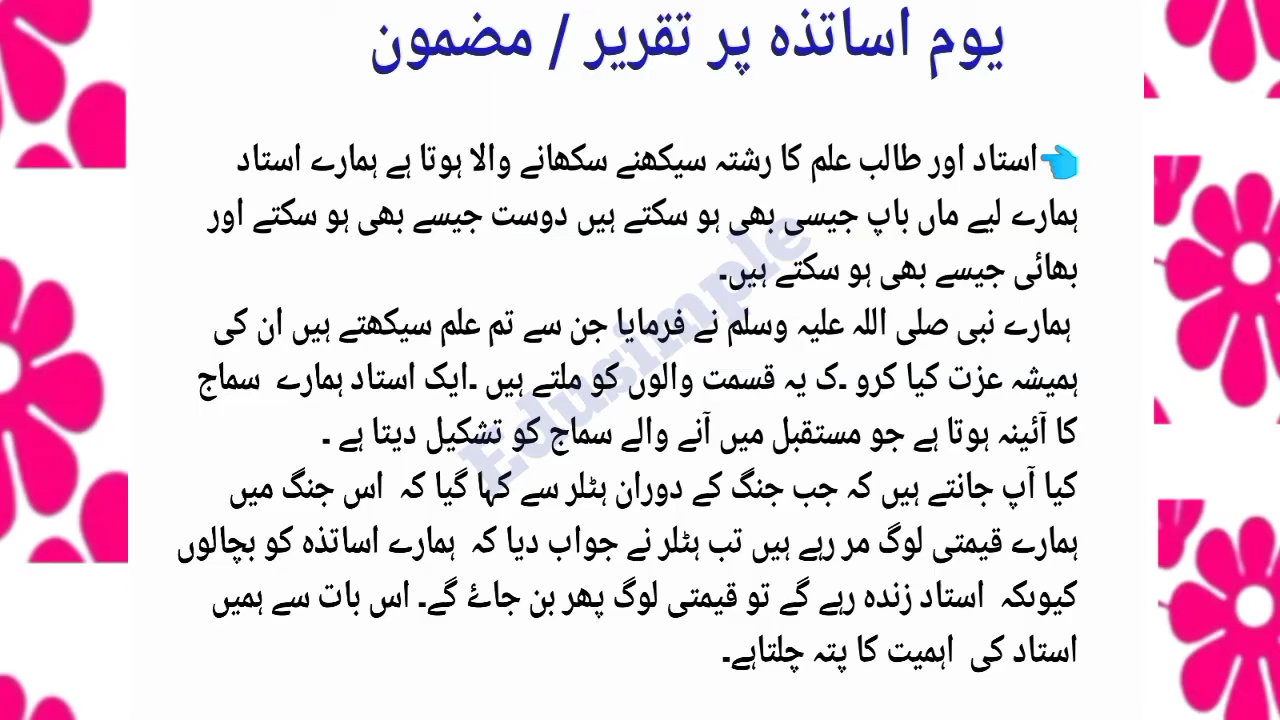 یوم اساتذہ پر تقریر / مضمون
👈استاد اور طالب علم کا رشتہ سیکھنے سکھانے والا ہوتا ہے ہمارے استاد
ہمارے لیے ماں باپ جیسی بھی ہو سکتے ہیں دوست جیسے بھی ہو سکتے اور
بھائی جیسے بھی ہو سکتے ہیں۔
ہمارے نبی صلی اللہ علیہ وسلم نے فرمایا جن سے تم علم سیکھتے ہیں ان کی
ہمیشہ عزت کیا کرو ۔ک یہ قسمت والوں کو ملتے ہیں ۔ایک استاد ہمارے سماج
کا آئینہ ہوتا ہے جو مستقبل میں آنے والے سماج کو تشکیل دیتا ہے ۔
کیا آپ جانتے ہیں کہ جب جنگ کے دوران ہٹلر سے کہا گیا کہ اس جنگ میں
ہمارے قیمتی لوگ مر رہے ہیں تب ہٹلر نے جواب دیا کہ ہمارے اساتذہ کو بچالوں
کیوںکہ استاد زندہ رہے گے تو قیمتی لوگ پھر بن جاۓ گے۔ اس بات سے ہمیں
استاد کی اہمیت کا پتہ چلتاہے۔
Edusimple